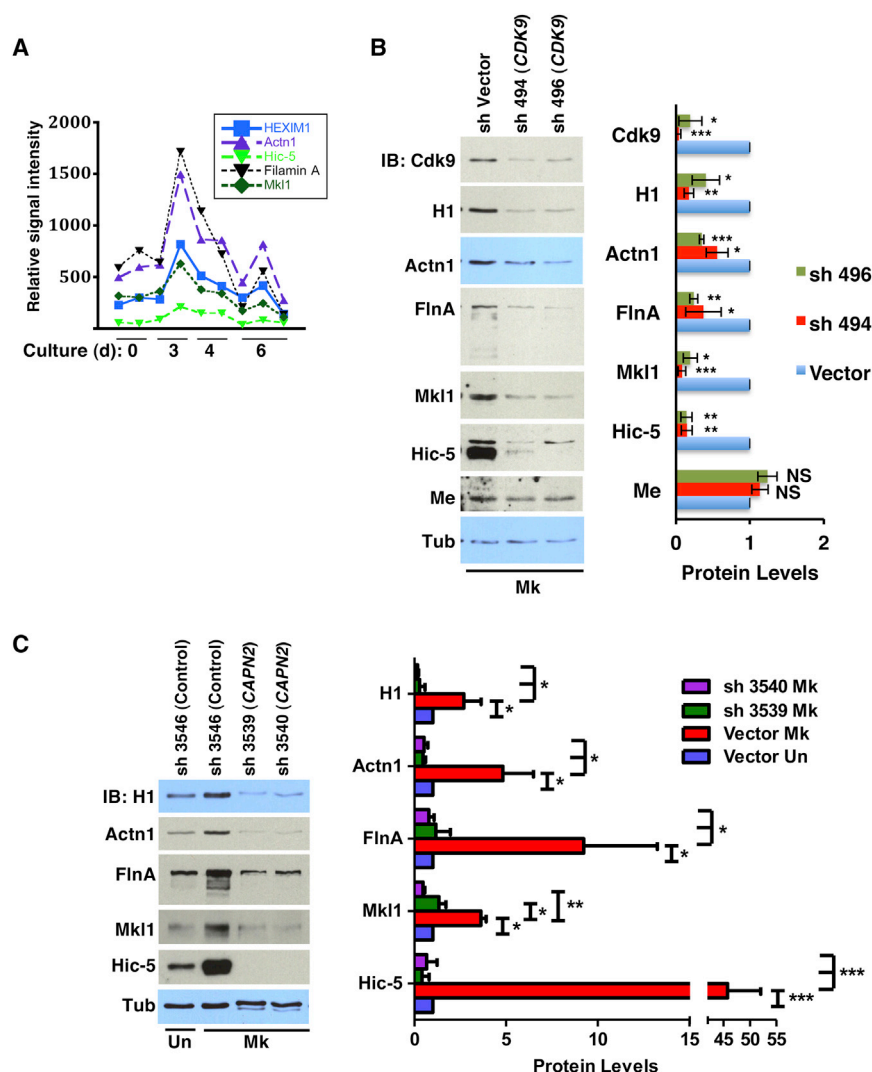 A
Relative signal intensity
2000
1500
1000
500
HEXIM1
Actn1
Hic-5
Filamin A
Mkl1
Culture (d): 0 3 4 6
B
sh Vector
sh 494 (CDK9)
sh 496 (CDK9)
IB: Cdk9
H1
Actn1
FlnA
Mkl1
Hic-5
Me
Tub
Mk
Cdk9
H1
Actn1
FlnA
Mkl1
Hic-5
Me
*
***
*
**
***
*
**
*
*
***
**
**
NS
NS
sh 496
sh 494
Vector
0 1 2
Protein Levels
C
sh 3546 (Control)
sh 3546 (Control)
sh 3539 (CAPN2)
sh 3540 (CAPN2)
IB: H1
Actn1
FlnA
Mkl1
Hic-5
Tub
Un Mk
H1
Actn1
FlnA
Mkl1
Hic-5
*
*
*
*
*
*
**
*
*
***
***
sh 3540 Mk
sh 3539 Mk
Vector Mk
Vector Un
0 5 10 15 45 50 55
Protein Levels